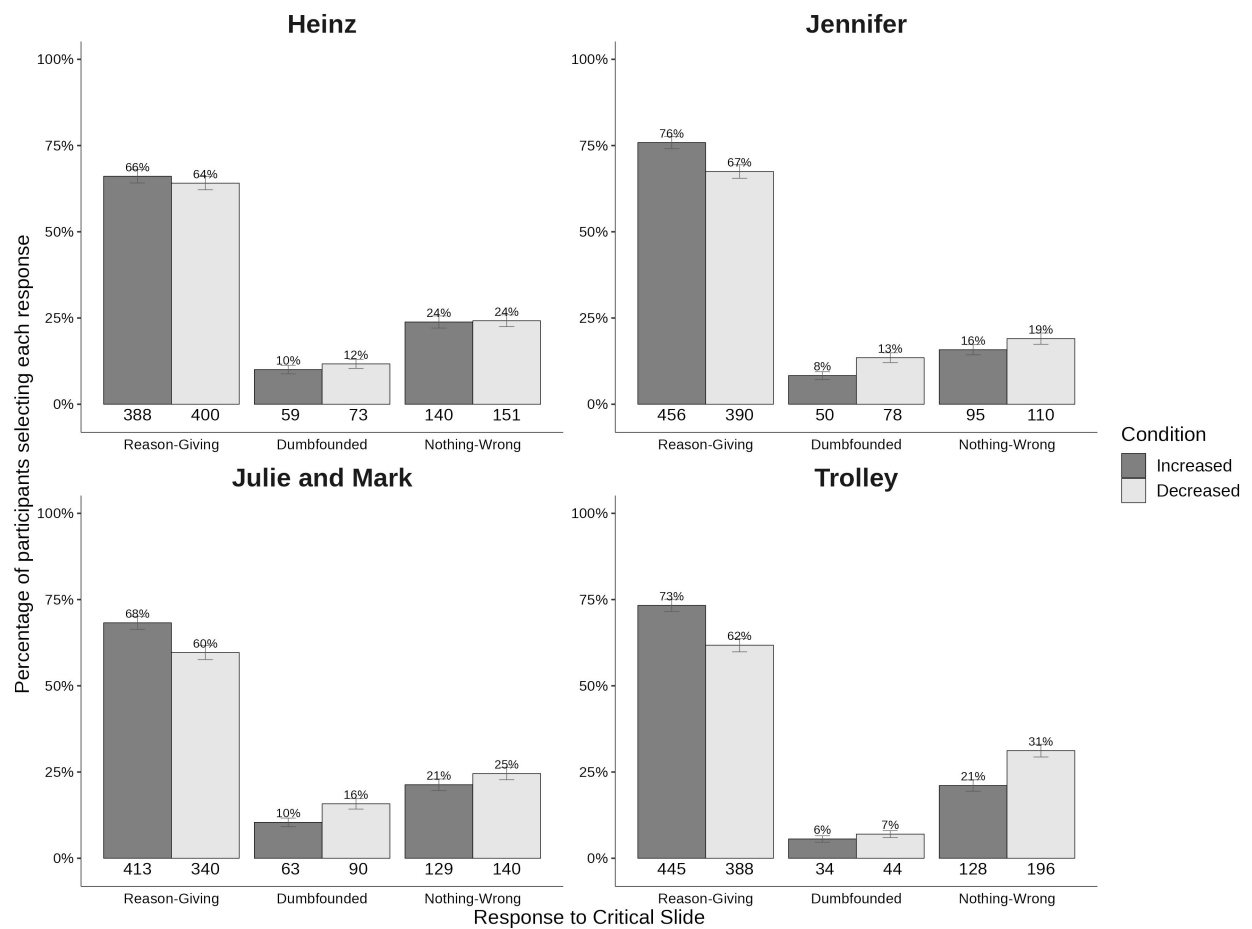 Heinz
Jennifer
100%
75%
50%
25%
0%
66%
64%
10%
12%
24%
24%
388 400 59 73 140 151
Reason-Giving Dumbfounded Nothing-Wrong
100%
75%
50%
25%
0%
76%
67%
8%
13%
16%
19%
456 390 50 78 95 110
Reason-Giving Dumbfounded Nothing-Wrong
Julie and Mark
Trolley
100%
75%
50%
25%
0%
68%
60%
10%
16%
21%
25%
413 340 63 90 129 140
Reason-Giving Dumbfounded Nothing-Wrong
100%
75%
50%
25%
0%
73%
62%
6%
7%
21%
31%
445 388 34 44 128 196
Reason-Giving Dumbfounded Nothing-Wrong
Percentage of participants selecting each response
Response to Critical Slide
Condition
Increased
Decreased